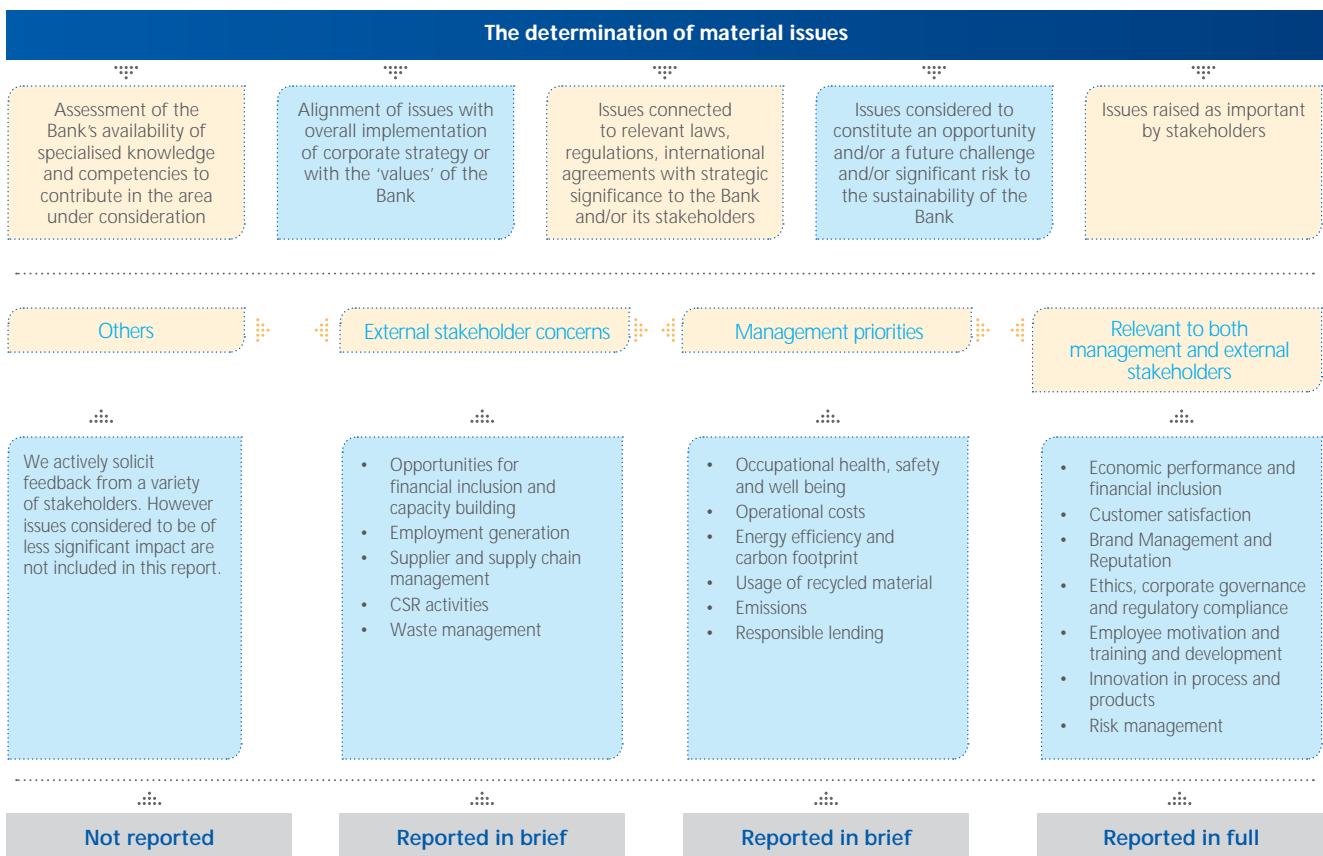 The determination of material issues
Assessment of the
Bank's availability of
specialised knowledge
and competencies to
contribute in the area
under consideration
Alignment of issues with
overall implementation
of corporate strategy or
with the 'values' of the
Bank
Issues connected
to relevant laws,
regulations, international
agreements with strategic
significance to the Bank
and/or its stakeholders
Issues considered to
constitute an opportunity
and/or a future challenge
and/or significant risk to
the sustainability of the
Bank
Issues raised as important
by stakeholders
Others
External stakeholder concerns
Management priorities
Relevant to both
management and external
stakeholders
We actively solicit
feedback from a variety
of stakeholders. However
issues considered to be of
less significant impact are
not included in this report.
• Opportunities for
financial inclusion and
capacity building
• Employment generation
• Supplier and supply chain
management
• CSR activities
• Waste management
• Occupational health, safety
and well being
• Operational costs
• Energy efficiency and
carbon footprint
• Usage of recycled material
• Emissions
• Responsible lending
• Economic performance and
financial inclusion
• Customer satisfaction
• Brand Management and
Reputation
• Ethics, corporate governance
and regulatory compliance
• Employee motivation and
training and development
• Innovation in process and
products
• Risk management
Not reported
Reported in brief
Reported in brief
Reported in full